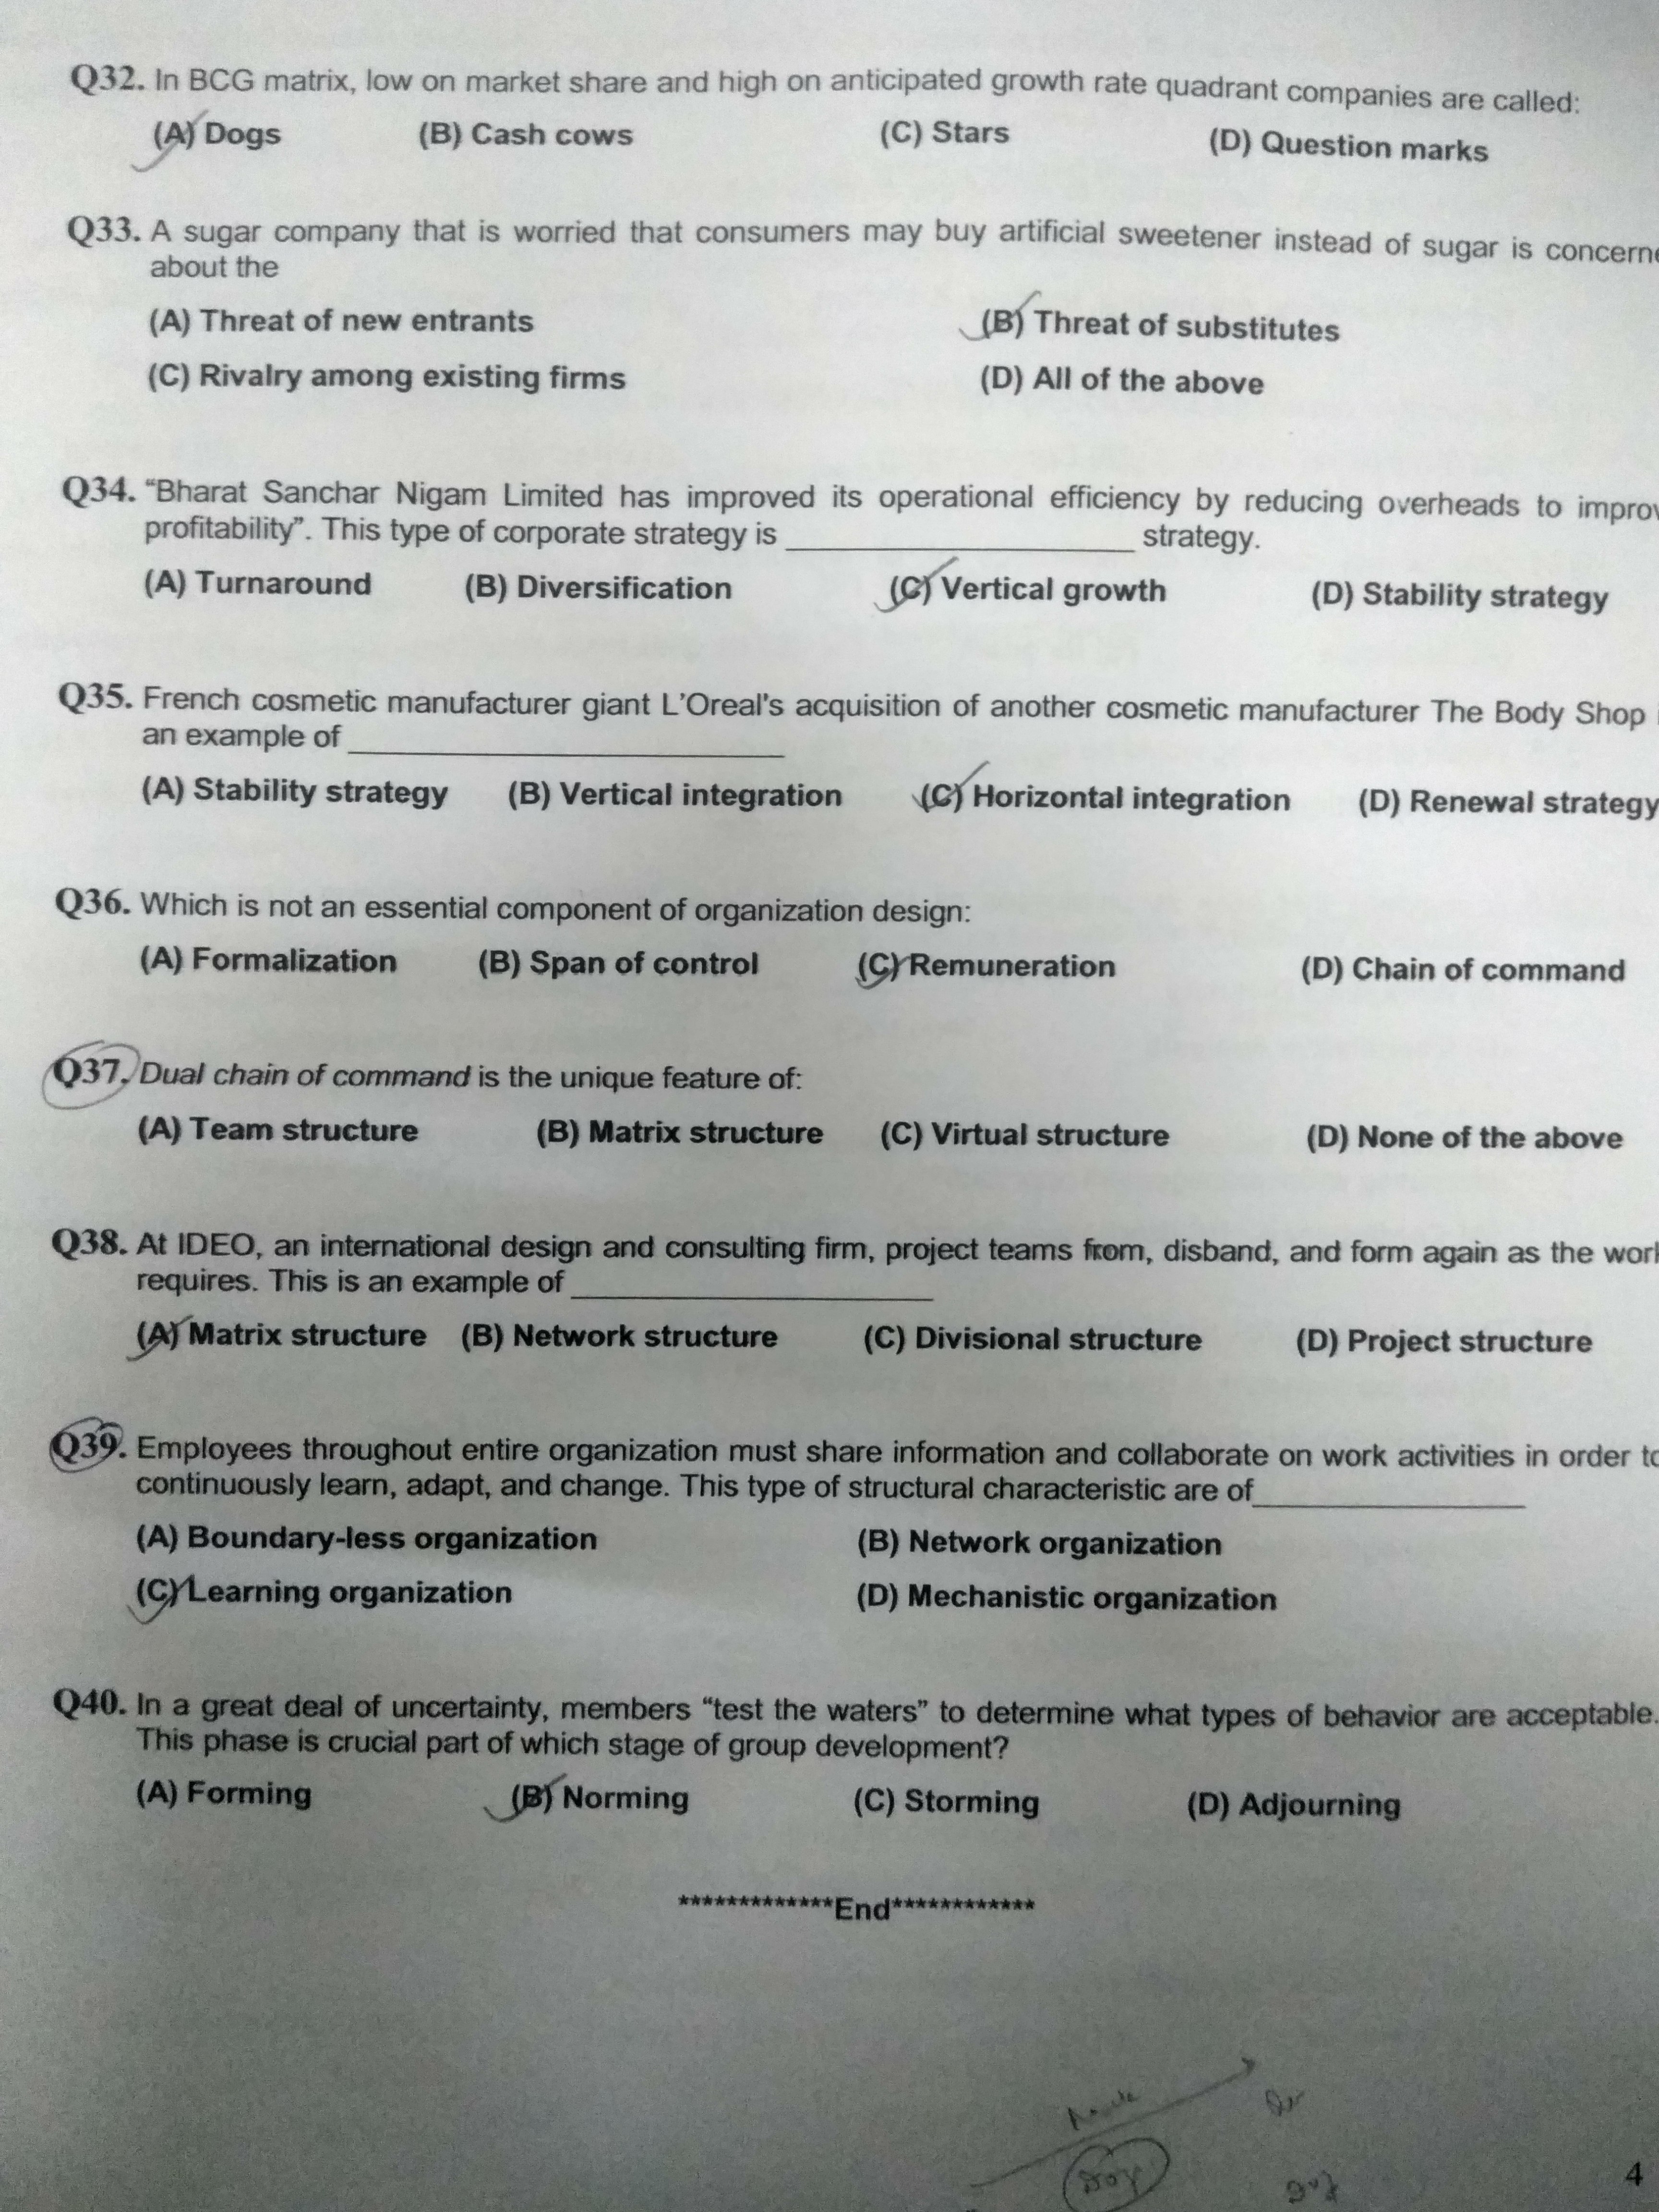 Q32. In BCG matrix, low on market share and high on anticipated growth rate quadrant companies are called:
(A) Dogs (B) Cash cows (C) Stars (D) Question marks
Q33. A sugar company that is worried that consumers may buy artificial sweetener instead of sugar is concerne
about the
(A) Threat of new entrants (B) Threat of substitutes
(C) Rivalry among existing firms (D) All of the above
Q34. “Bharat Sanchar Nigam Limited has improved its operational efficiency by reducing overheads to improv
profitability”. This type of corporate strategy is ____________________ strategy.
(A) Turnaround (B) Diversification (C) Vertical growth (D) Stability strategy
Q35. French cosmetic manufacturer giant L’Oreal’s acquisition of another cosmetic manufacturer The Body Shop
an example of ____________________
(A) Stability strategy (B) Vertical integration (C) Horizontal integration (D) Renewal strategy
Q36. Which is not an essential component of organization design:
(A) Formalization (B) Span of control (C) Remuneration (D) Chain of command
Q37. Dual chain of command is the unique feature of:
(A) Team structure (B) Matrix structure (C) Virtual structure (D) None of the above
Q38. At IDEO, an international design and consulting firm, project teams from, disband, and form again as the work
requires. This is an example of ____________________
(A) Matrix structure (B) Network structure (C) Divisional structure (D) Project structure
Q39. Employees throughout entire organization must share information and collaborate on work activities in order to
continuously learn, adapt, and change. This type of structural characteristic are of________________
(A) Boundary-less organization (B) Network organization
(C) Learning organization (D) Mechanistic organization
Q40. In a great deal of uncertainty, members “test the waters” to determine what types of behavior are acceptable.
This phase is crucial part of which stage of group development?
(A) Forming (B) Norming (C) Storming (D) Adjourning
*************End************
4